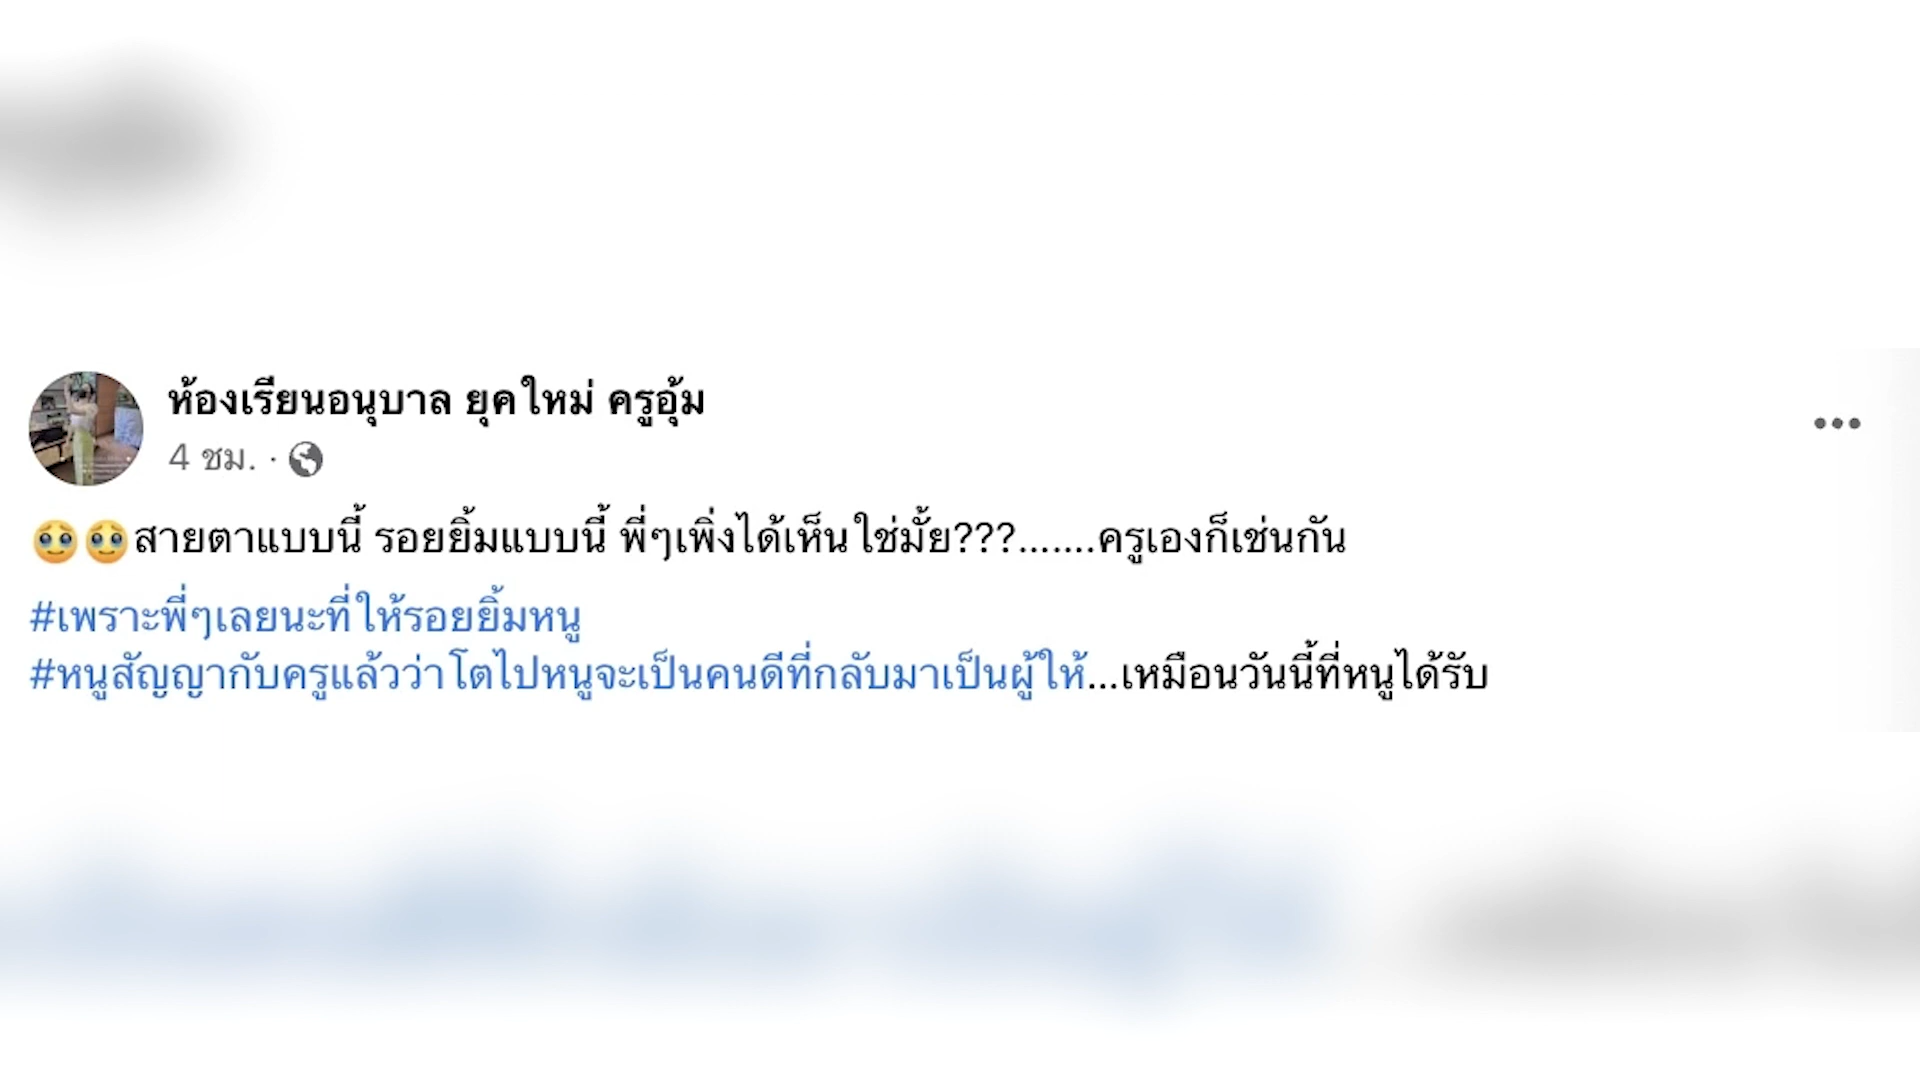 ห้องเรียนอนุบาล ยุคใหม่ ครูอุ้ม
4 ชม. ·
🥹🥹สายตาแบบนี้ รอยยิ้มแบบนี้ พี่ๆเพิ่งได้เห็นใช่มั้ย???.......ครูเองก็เช่นกัน
#เพราะพี่ๆเลยนะที่ให้รอยยิ้มหนู
#หนูสัญญากับครูแล้วว่าโตไปหนูจะเป็นคนดีที่กลับมาเป็นผู้ให้...เหมือนวันนี้ที่หนูได้รับ